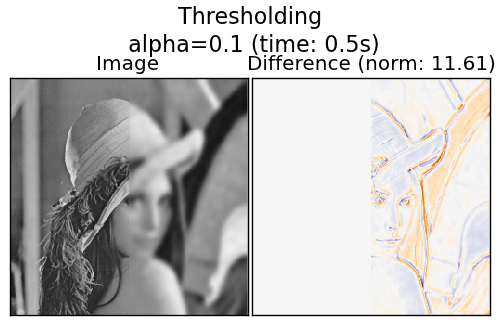 Thresholding
alpha=0.1 (time: 0.5s)
Image
Difference (norm: 11.61)